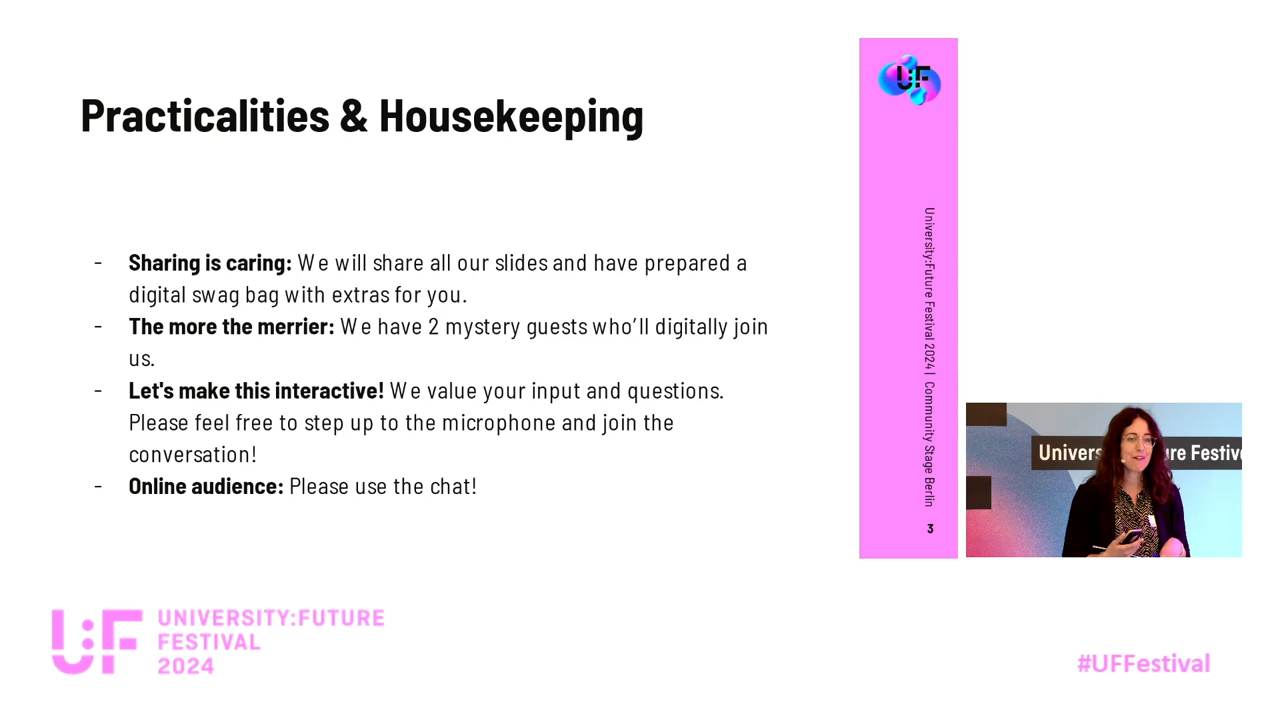 Practicalities & Housekeeping
- Sharing is caring: We will share all our slides and have prepared a
digital swag bag with extras for you.
- The more the merrier: We have 2 mystery guests who’ll digitally join
us.
- Let's make this interactive! We value your input and questions.
Please feel free to step up to the microphone and join the
conversation!
- Online audience: Please use the chat!
U:F
University:Future Festival 2024 | Community Stage Berlin
3
Univers re Festiv
U:F
UNIVERSITY:FUTURE
FESTIVAL
2024
#UFFestival